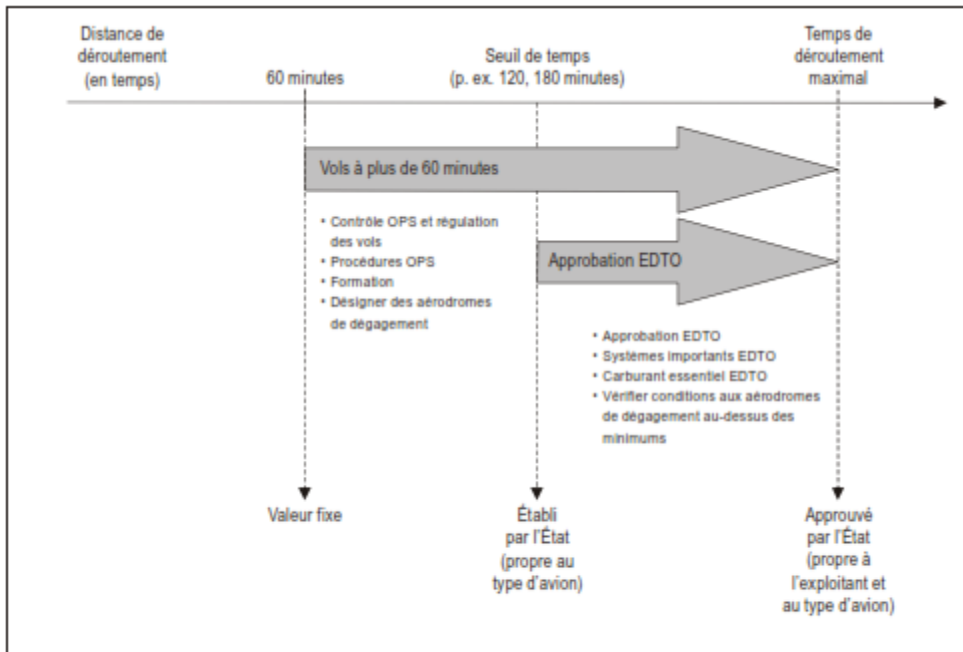 Distance de
déroutement
(en temps)
60 minutes
Seuil de temps
(p. ex. 120, 180 minutes)
Temps de
déroutement
maximal
Vols à plus de 60 minutes
• Contrôle OPS et régulation
des vols
• Procédures OPS
• Formation
• Désigner des aérodromes
de dégagement
Approbation EDTO
• Approbation EDTO
• Systèmes importants EDTO
• Carburant essentiel EDTO
• Vérifier conditions aux aérodromes
de dégagement au-dessus des
minimums
Valeur fixe
Établi
par l'État
(propre au
type d'avion)
Approuvé
par l'État
(propre à
l'exploitant et
au type d'avion)